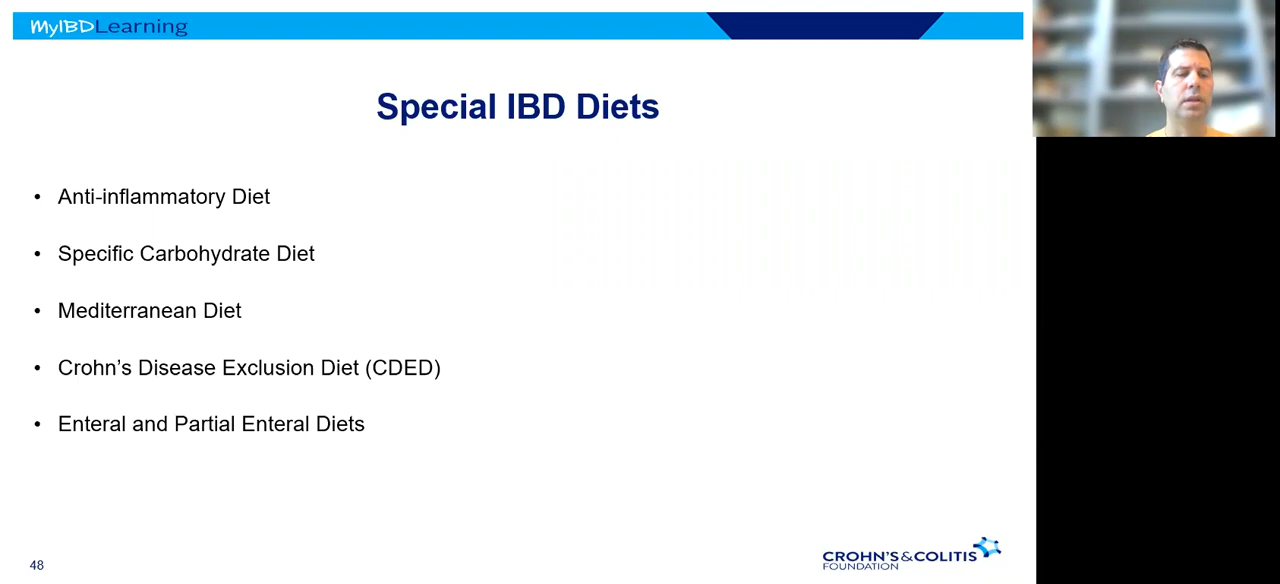 MyIBDLearning
Special IBD Diets
• Anti-inflammatory Diet
• Specific Carbohydrate Diet
• Mediterranean Diet
• Crohn’s Disease Exclusion Diet (CDED)
• Enteral and Partial Enteral Diets
CROHN'S & COLITIS
FOUNDATION
48